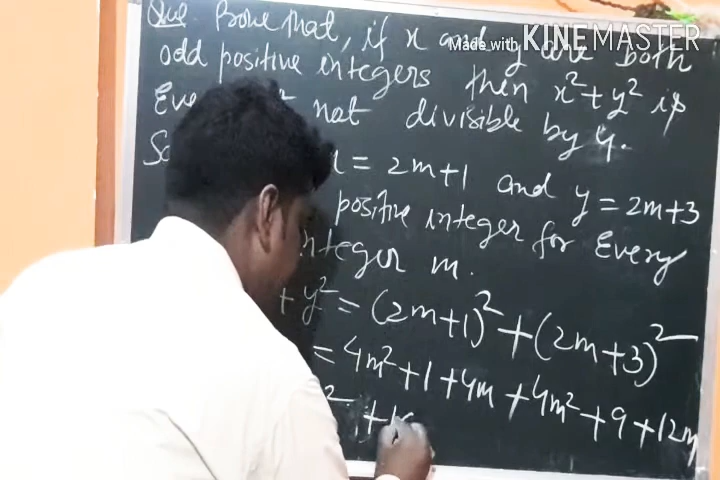 Que Prove that, if x and y are both
Made with KINEMASTER
odd positive integers then x² + y² is
Eve² not divisible by 4.
So x = 2m+1 and y = 2m+3
positive integer for Every
integer m.
+ y² = (2m+1)² + (2m+3)²
= 4m² + 1 + 4m + 4m² + 9 + 12m
² + 1